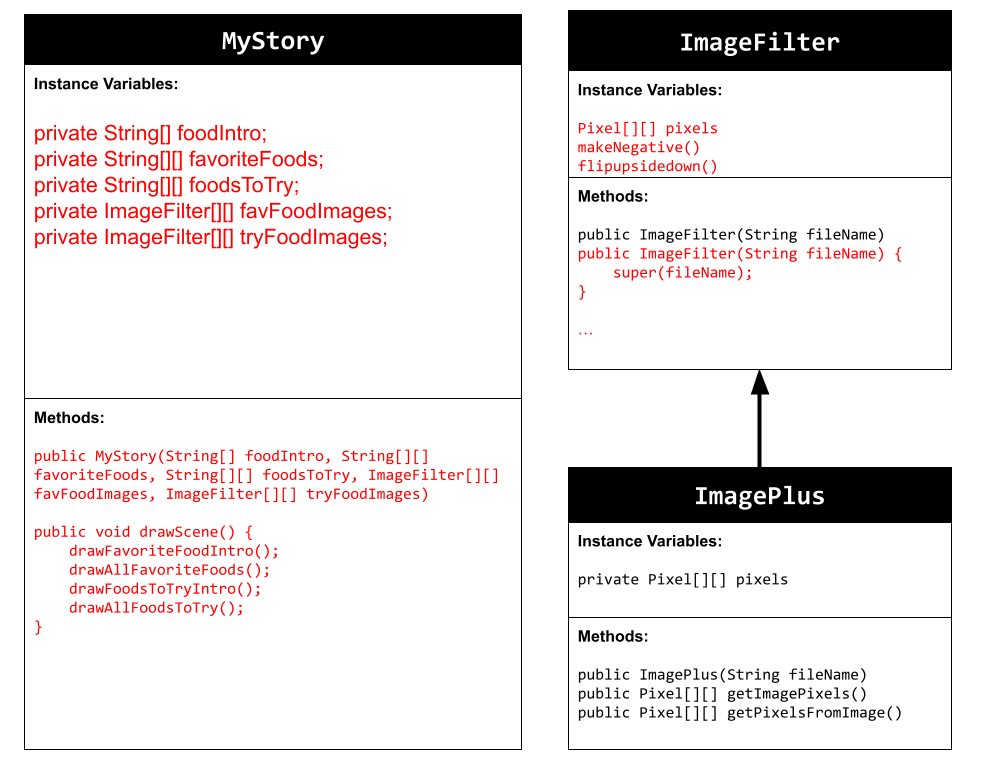 MyStory
Instance Variables:
private String[] foodIntro;
private String[][] favoriteFoods;
private String[][] foodsToTry;
private ImageFilter[][] favFoodImages;
private ImageFilter[][] tryFoodImages;
Methods:
public MyStory(String[] foodIntro, String[][]
favoriteFoods, String[][] foodsToTry, ImageFilter[][]
favFoodImages, ImageFilter[][] tryFoodImages)
public void drawScene() {
    drawFavoriteFoodIntro();
    drawAllFavoriteFoods();
    drawFoodsToTryIntro();
    drawAllFoodsToTry();
}
ImageFilter
Instance Variables:
Pixel[][] pixels
makeNegative()
flipupsidedown()
Methods:
public ImageFilter(String fileName)
public ImageFilter(String fileName) {
    super(fileName);
}
...
ImagePlus
Instance Variables:
private Pixel[][] pixels
Methods:
public ImagePlus(String fileName)
public Pixel[][] getImagePixels()
public Pixel[][] getPixelsFromImage()